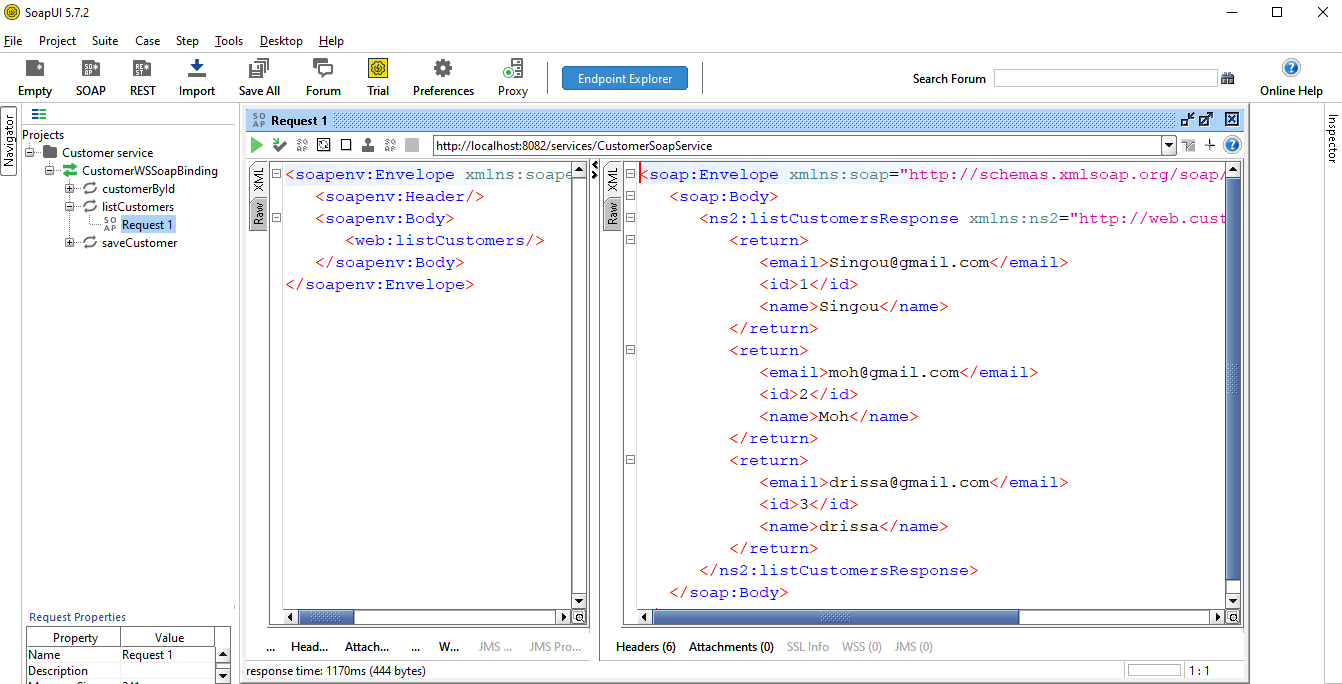 SoapUI 5.7.2
File Project Suite Case Step Tools Desktop Help
Empty SOAP REST Import Save All Forum Trial Preferences Proxy Endpoint Explorer Search Forum Online Help
Navigator
Inspector
Projects
Customer service
CustomerWSSoapBinding
customerById
listCustomers
Request 1
saveCustomer
Request Properties
Property Value
Name Request 1
Description
Request 1
http://localhost:8082/services/CustomerSoapService
XML
Raw
<soapenv:Envelope xmlns:soape
<soapenv:Header/>
<soapenv:Body>
<web:listCustomers/>
</soapenv:Body>
</soapenv:Envelope>
... Head... Attach... ... W... JMS ... JMS Pro...
XML
Raw
<soap:Envelope xmlns:soap="http://schemas.xmlsoap.org/soap/
<soap:Body>
<ns2:listCustomersResponse xmlns:ns2="http://web.cust
<return>
<email>Singou@gmail.com</email>
<id>1</id>
<name>Singou</name>
</return>
<return>
<email>moh@gmail.com</email>
<id>2</id>
<name>Moh</name>
</return>
<return>
<email>drissa@gmail.com</email>
<id>3</id>
<name>drissa</name>
</return>
</ns2:listCustomersResponse>
</soap:Body>
Headers (6) Attachments (0) SSL Info WSS (0) JMS (0)
response time: 1170ms (444 bytes) 1 : 1